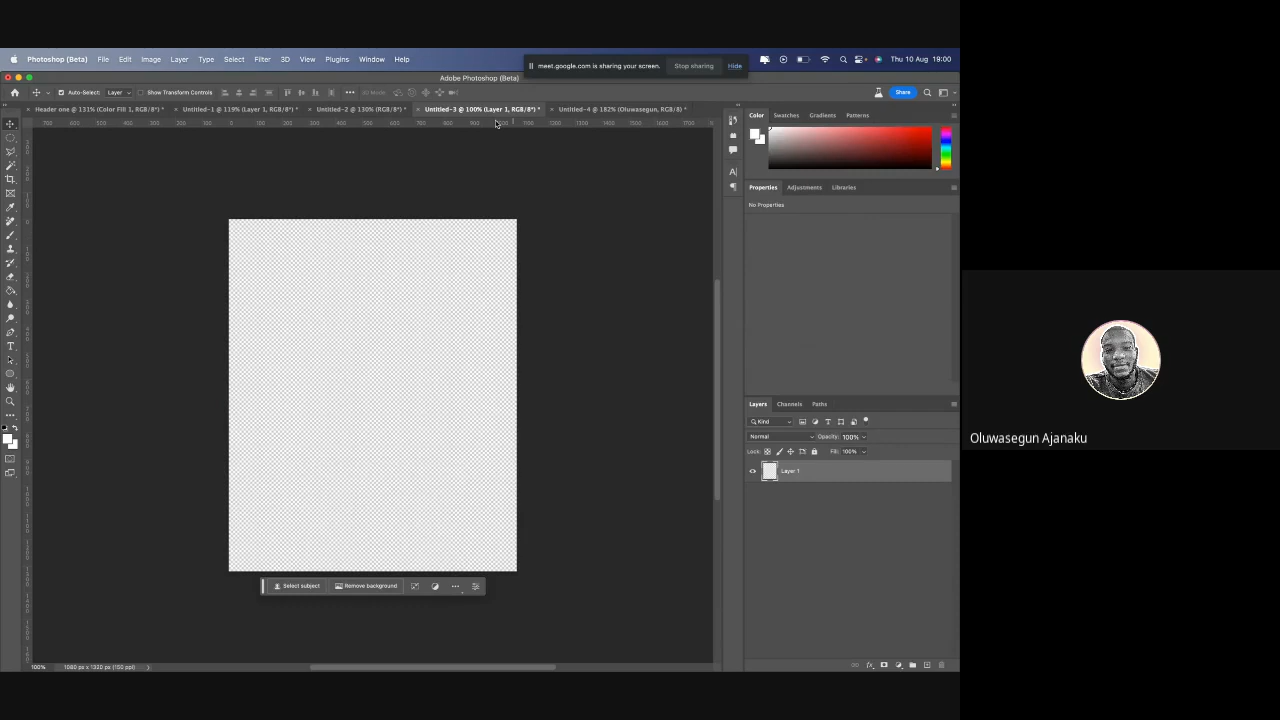 Photoshop (Beta) File Edit Image Layer Type Select Filter 3D View Plugins Window Help
meet.google.com is sharing your screen. Stop sharing Hide
Thu 10 Aug 19:00
Adobe Photoshop (Beta)
Auto-Select: Layer Show Transform Controls 3D Mode: Share
Header one @ 131% (Color Fill 1, RGB/8*) * Untitled-1 @ 119% (Layer 1, RGB/8*) * Untitled-2 @ 130% (RGB/8*) * Untitled-3 @ 100% (Layer 1, RGB/8*) * Untitled-4 @ 182% (Oluwasegun, RGB/8) *
Color Swatches Gradients Patterns
Properties Adjustments Libraries
No Properties
Layers Channels Paths
Kind
Normal Opacity: 100%
Lock: Fill: 100%
Layer 1
Oluwasegun Ajanaku
Select subject Remove background
100% 1080 px x 1320 px (150 ppi)